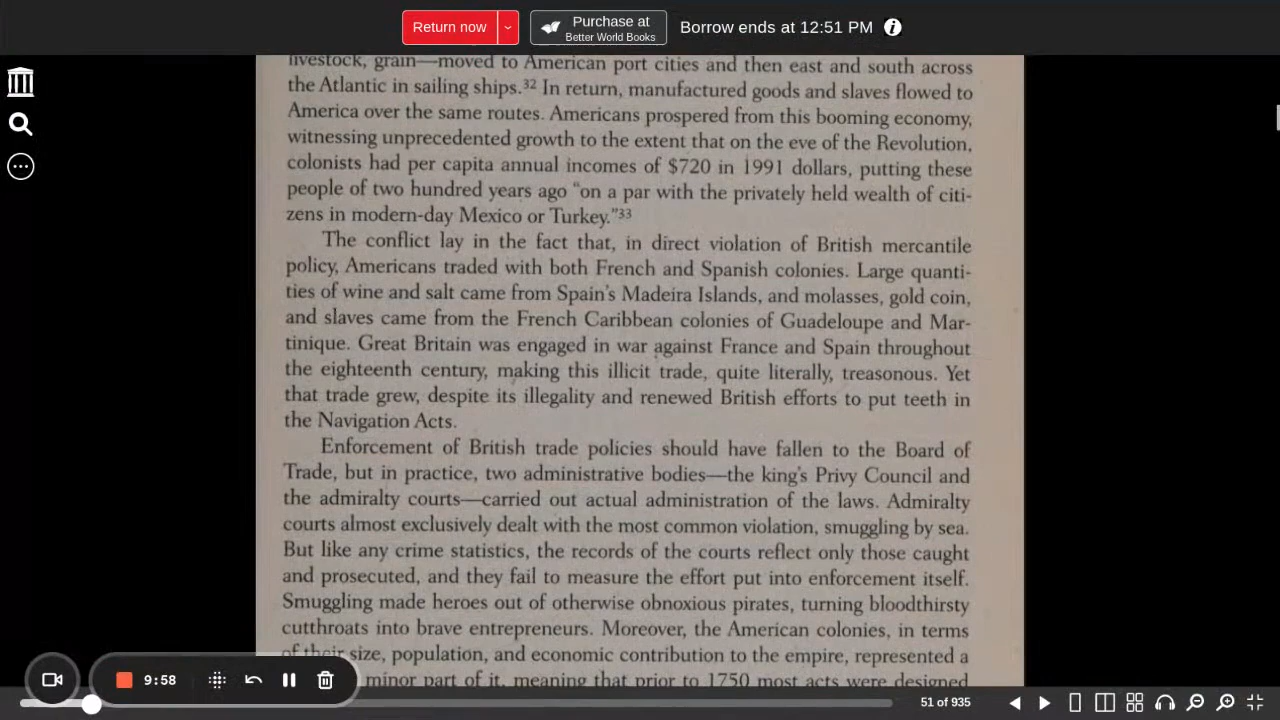 Return now
Purchase at
Better World Books
Borrow ends at 12:51 PM
livestock, grain—moved to American port cities and then east and south across
the Atlantic in sailing ships.³² In return, manufactured goods and slaves flowed to
America over the same routes. Americans prospered from this booming economy,
witnessing unprecedented growth to the extent that on the eve of the Revolution,
colonists had per capita annual incomes of $720 in 1991 dollars, putting these
people of two hundred years ago "on a par with the privately held wealth of citi-
zens in modern-day Mexico or Turkey."³³
The conflict lay in the fact that, in direct violation of British mercantile
policy, Americans traded with both French and Spanish colonies. Large quanti-
ties of wine and salt came from Spain's Madeira Islands, and molasses, gold coin,
and slaves came from the French Caribbean colonies of Guadeloupe and Mar-
tinique. Great Britain was engaged in war against France and Spain throughout
the eighteenth century, making this illicit trade, quite literally, treasonous. Yet
that trade grew, despite its illegality and renewed British efforts to put teeth in
the Navigation Acts.
Enforcement of British trade policies should have fallen to the Board of
Trade, but in practice, two administrative bodies—the king's Privy Council and
the admiralty courts—carried out actual administration of the laws. Admiralty
courts almost exclusively dealt with the most common violation, smuggling by sea.
But like any crime statistics, the records of the courts reflect only those caught
and prosecuted, and they fail to measure the effort put into enforcement itself.
Smuggling made heroes out of otherwise obnoxious pirates, turning bloodthirsty
cutthroats into brave entrepreneurs. Moreover, the American colonies, in terms
of their size, population, and economic contribution to the empire, represented a
minor part of it, meaning that prior to 1750 most acts were designed
9:58
51 of 935